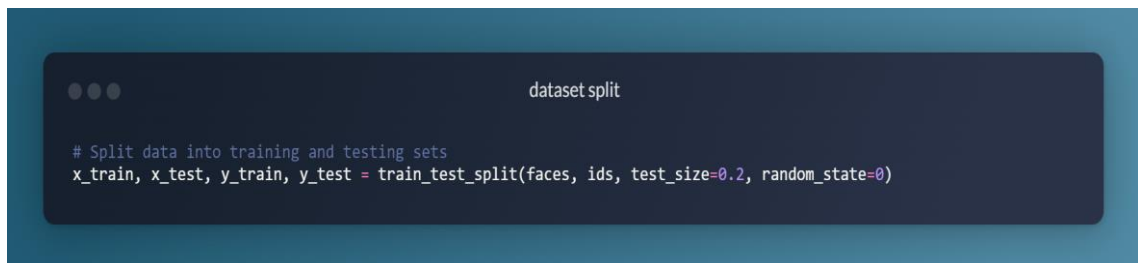 dataset split
# Split data into training and testing sets
x_train, x_test, y_train, y_test = train_test_split(faces, ids, test_size=0.2, random_state=0)